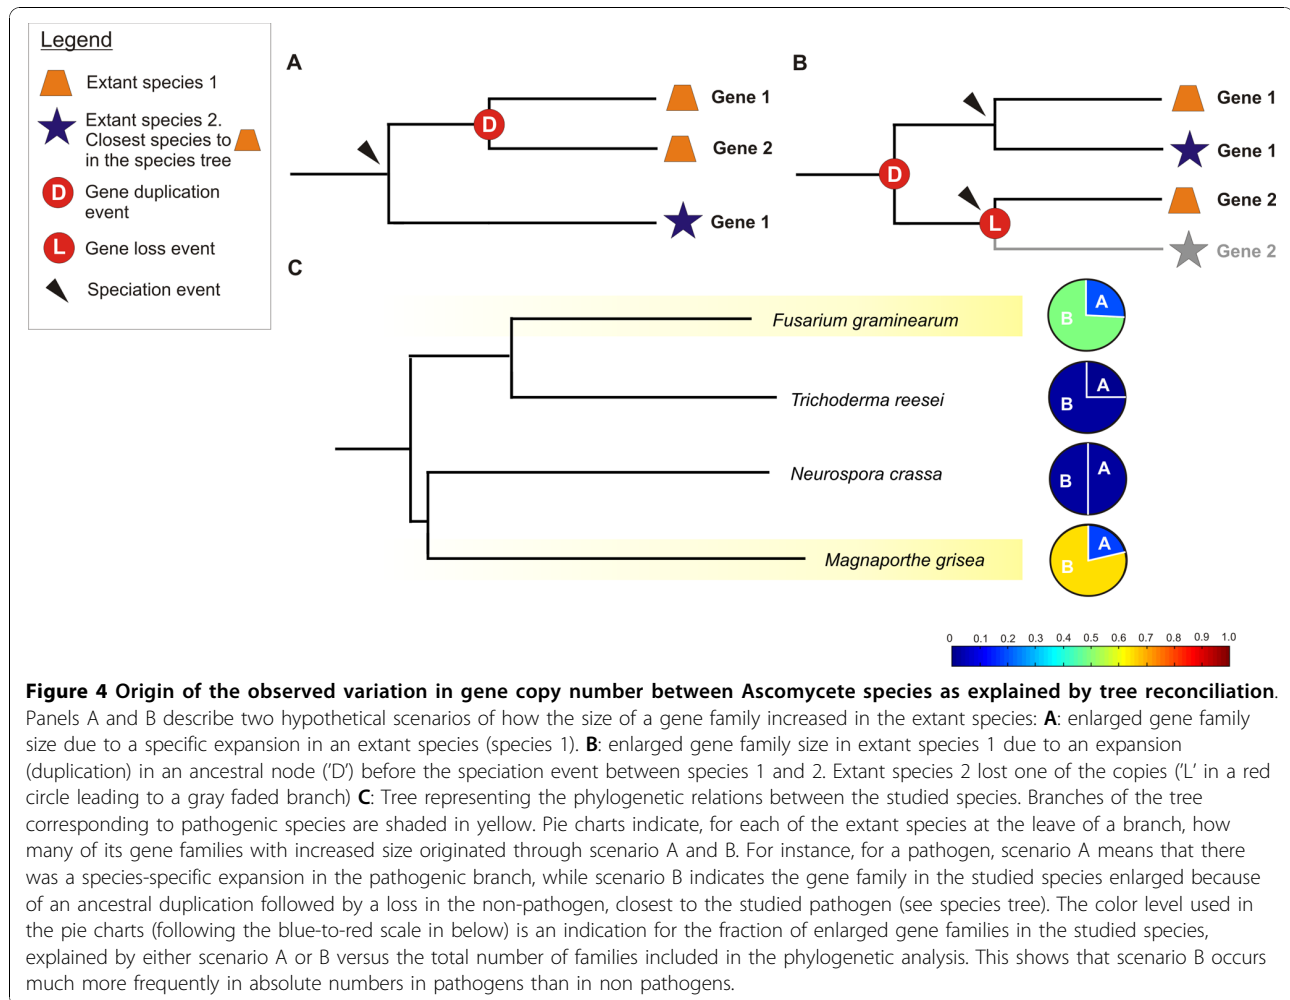 Legend
Extant species 1
Extant species 2.
Closest species to
in the species tree
D
Gene duplication
event
L
Gene loss event
Speciation event
A
D
Gene 1
Gene 2
Gene 1
B
D
L
Gene 1
Gene 1
Gene 2
Gene 2
C
Fusarium graminearum
A
B
Trichoderma reesei
A
B
Neurospora crassa
A
B
Magnaporthe grisea
A
B
0 0.1 0.2 0.3 0.4 0.5 0.6 0.7 0.8 0.9 1.0
Figure 4 Origin of the observed variation in gene copy number between Ascomycete species as explained by tree reconciliation.
Panels A and B describe two hypothetical scenarios of how the size of a gene family increased in the extant species: A: enlarged gene family
size due to a specific expansion in an extant species (species 1). B: enlarged gene family size in extant species 1 due to an expansion
(duplication) in an ancestral node ('D') before the speciation event between species 1 and 2. Extant species 2 lost one of the copies ('L' in a red
circle leading to a gray faded branch) C: Tree representing the phylogenetic relations between the studied species. Branches of the tree
corresponding to pathogenic species are shaded in yellow. Pie charts indicate, for each of the extant species at the leave of a branch, how
many of its gene families with increased size originated through scenario A and B. For instance, for a pathogen, scenario A means that there
was a species-specific expansion in the pathogenic branch, while scenario B indicates the gene family in the studied species enlarged because
of an ancestral duplication followed by a loss in the non-pathogen, closest to the studied pathogen (see species tree). The color level used in
the pie charts (following the blue-to-red scale in below) is an indication for the fraction of enlarged gene families in the studied species,
explained by either scenario A or B versus the total number of families included in the phylogenetic analysis. This shows that scenario B occurs
much more frequently in absolute numbers in pathogens than in non pathogens.